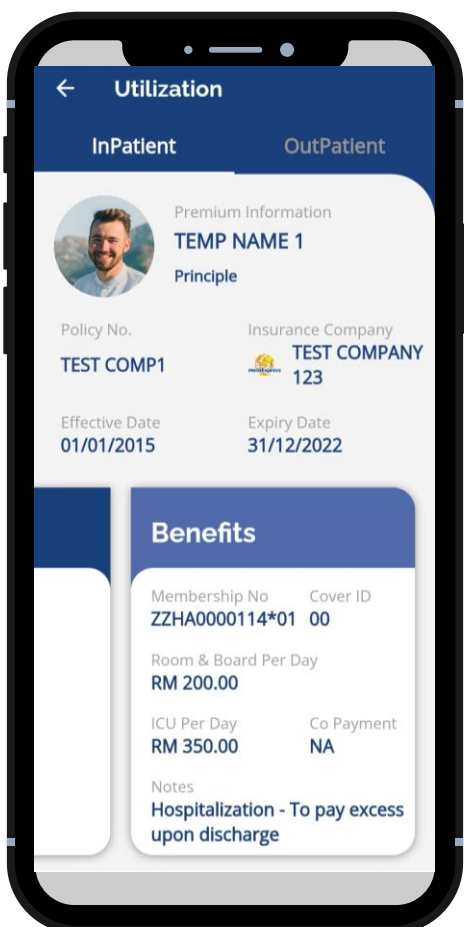 Utilization
InPatient OutPatient
Premium Information
TEMP NAME 1
Principle
Policy No. Insurance Company
TEST COMP1 TEST COMPANY
123
Effective Date Expiry Date
01/01/2015 31/12/2022
Benefits
Membership No Cover ID
ZZHA0000114*01 00
Room & Board Per Day
RM 200.00
ICU Per Day Co Payment
RM 350.00 NA
Notes
Hospitalization - To pay excess
upon discharge